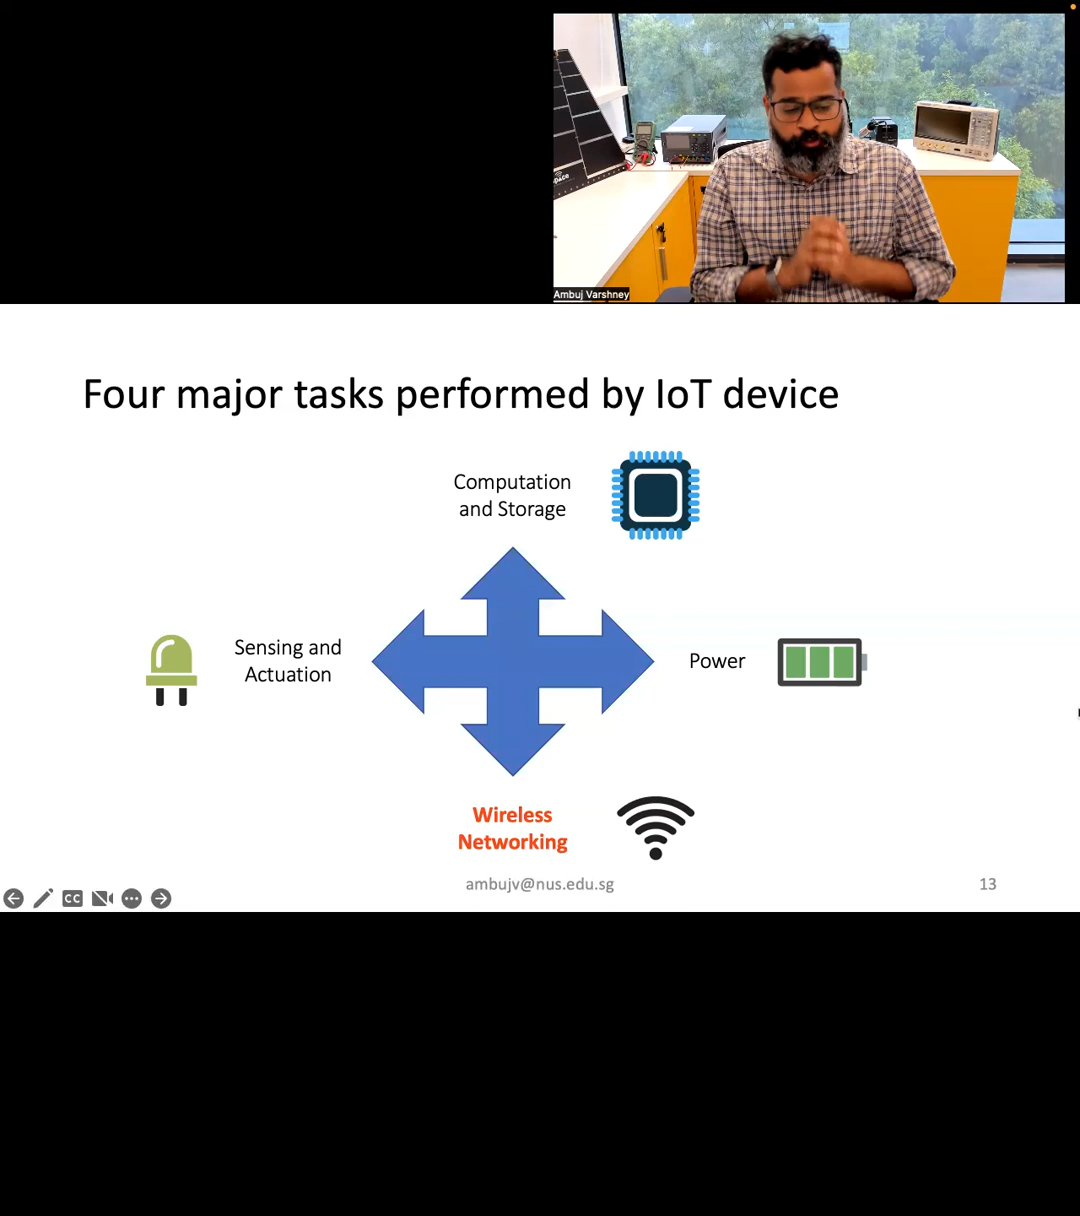 Ambuj Varshney
Four major tasks performed by IoT device
Computation
and Storage
Sensing and
Actuation
Power
Wireless
Networking
ambujv@nus.edu.sg
13
CC